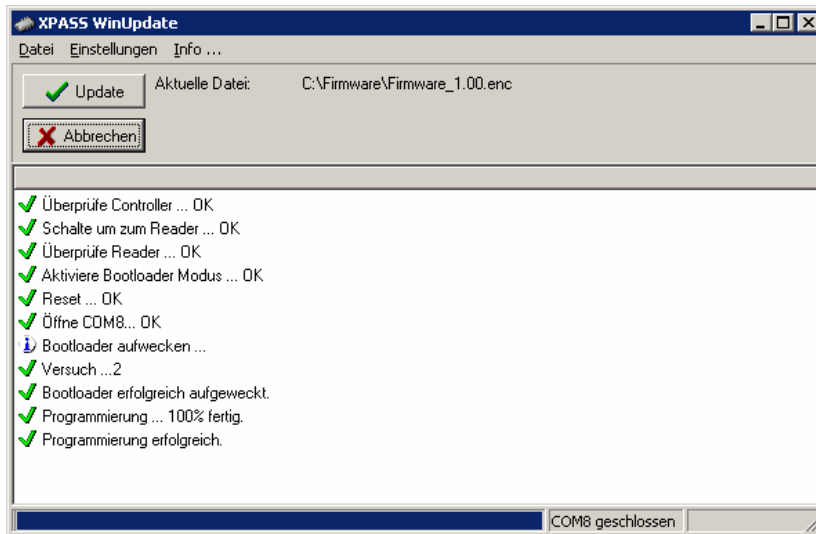 XPASS WinUpdate
Datei Einstellungen Info ...
Update
Aktuelle Datei: C:\Firmware\Firmware_1.00.enc
Abbrechen
Überprüfe Controller ... OK
Schalte um zum Reader ... OK
Überprüfe Reader ... OK
Aktiviere Bootloader Modus ... OK
Reset ... OK
Öffne COM8... OK
Bootloader aufwecken ...
Versuch ...2
Bootloader erfolgreich aufgeweckt.
Programmierung ... 100% fertig.
Programmierung erfolgreich.
COM8 geschlossen